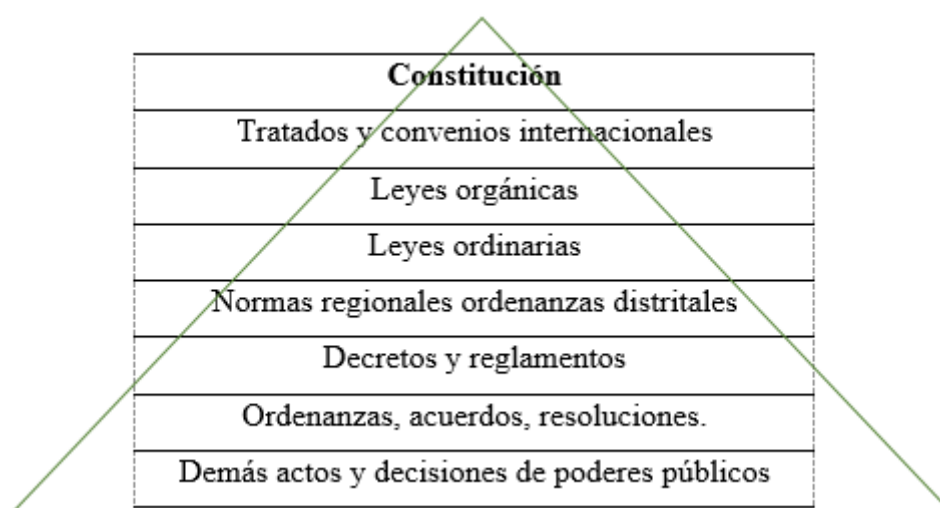 Constitución
Tratados y convenios internacionales
Leyes orgánicas
Leyes ordinarias
Normas regionales ordenanzas distritales
Decretos y reglamentos
Ordenanzas, acuerdos, resoluciones.
Demás actos y decisiones de poderes públicos